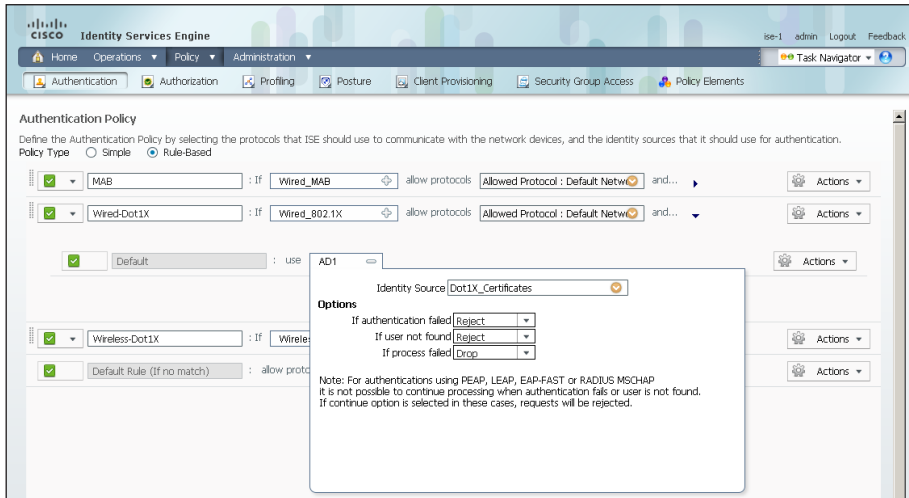 CISCO Identity Services Engine ise-1 admin Logout Feedback
Home Operations Policy Administration Task Navigator
Authentication Authorization Profiling Posture Client Provisioning Security Group Access Policy Elements
Authentication Policy
Define the Authentication Policy by selecting the protocols that ISE should use to communicate with the network devices, and the identity sources that it should use for authentication.
Policy Type Simple Rule-Based
MAB : If Wired_MAB allow protocols Allowed Protocol : Default Netw and... Actions
Wired-Dot1X : If Wired_802.1X allow protocols Allowed Protocol : Default Netw and... Actions
Default : use AD1 Actions
Identity Source Dot1X_Certificates
Options
If authentication failed Reject
If user not found Reject
If process failed Drop
Wireless-Dot1X : If Wireles Actions
Default Rule (If no match) : allow proto Actions
Note: For authentications using PEAP, LEAP, EAP-FAST or RADIUS MSCHAP
it is not possible to continue processing when authentication fails or user is not found.
If continue option is selected in these cases, requests will be rejected.